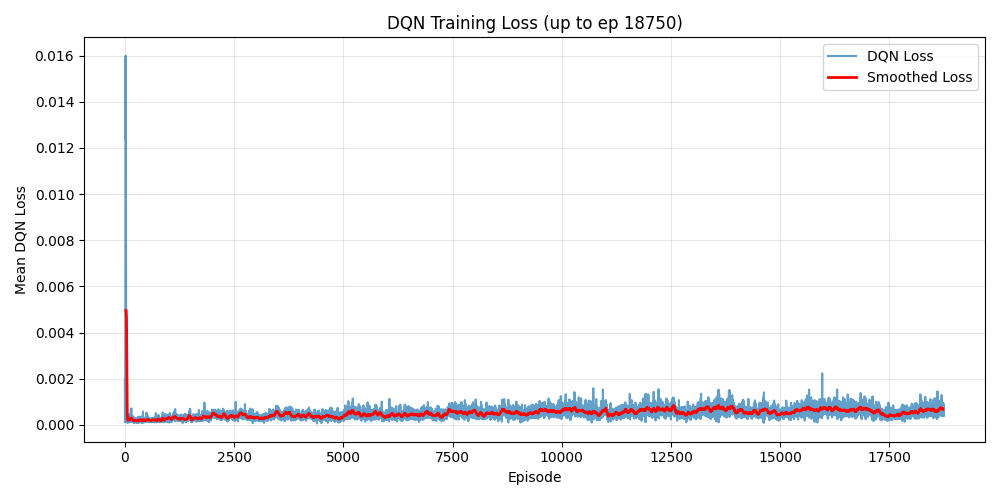 DQN Training Loss (up to ep 18750)
DQN Loss
Smoothed Loss
Mean DQN Loss
0.016
0.014
0.012
0.010
0.008
0.006
0.004
0.002
0.000
0 2500 5000 7500 10000 12500 15000 17500
Episode